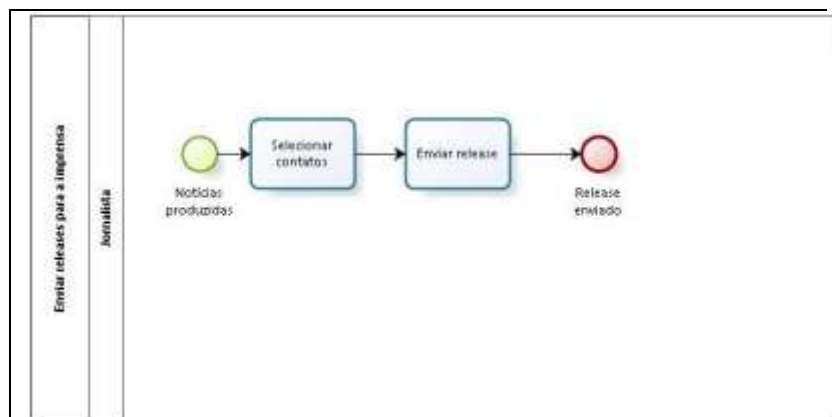 Enviar releases para a imprensa
Jornalista
Notícias
produzidas
Selecionar
contatos
Enviar release
Release
enviado